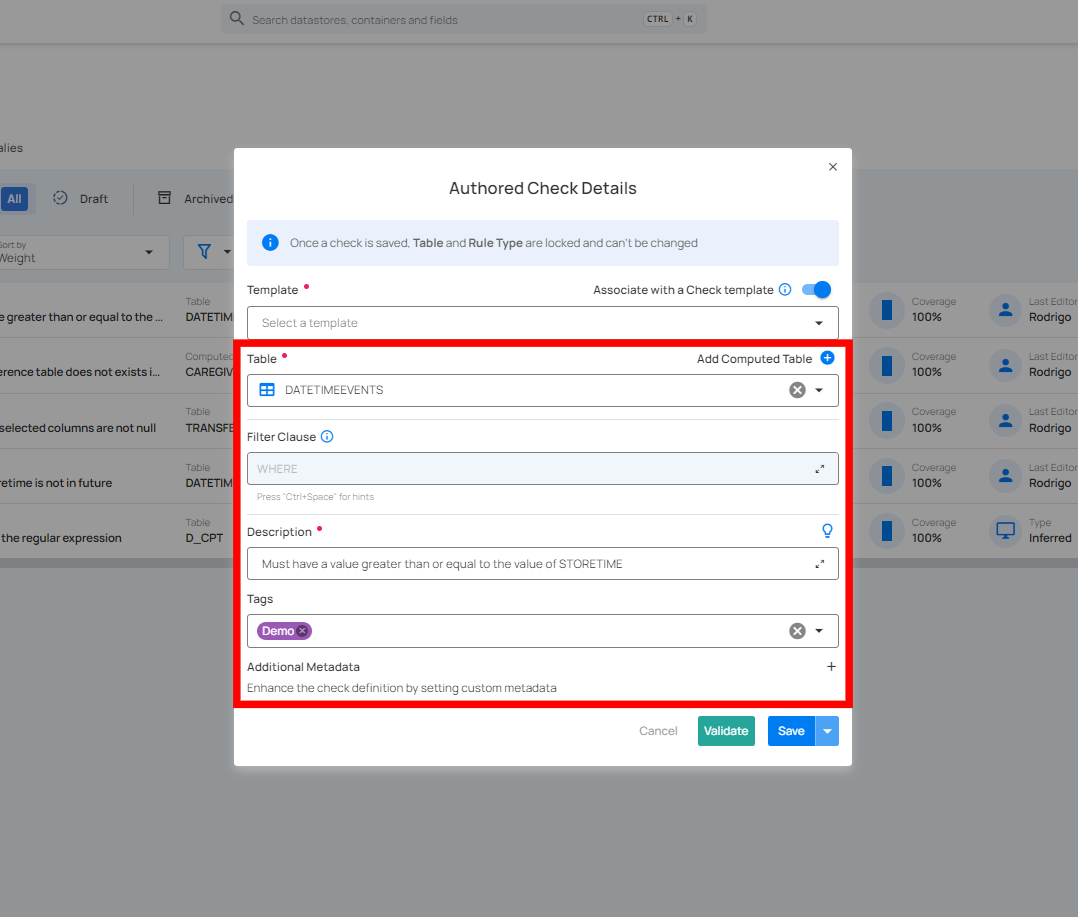 Search datastores, containers and fields
CTRL + K
alies
All
Draft
Archived
Sort by
Weight
e greater than or equal to the ...
Table
DATETIM
Coverage
100%
Last Editor
Rodrigo
erence table does not exists i...
Computed
CAREGIV
Coverage
100%
Last Editor
Rodrigo
selected columns are not null
Table
TRANSFE
Coverage
100%
Last Editor
Rodrigo
etime is not in future
Table
DATETIM
Coverage
100%
Last Editor
Rodrigo
the regular expression
Table
D_CPT
Coverage
100%
Type
Inferred
Authored Check Details
Once a check is saved, Table and Rule Type are locked and can't be changed
Template
Associate with a Check template
Select a template
Table
Add Computed Table
DATETIMEEVENTS
Filter Clause
WHERE
Press "Ctrl+Space" for hints
Description
Must have a value greater than or equal to the value of STORETIME
Tags
Demo
Additional Metadata
Enhance the check definition by setting custom metadata
Cancel
Validate
Save